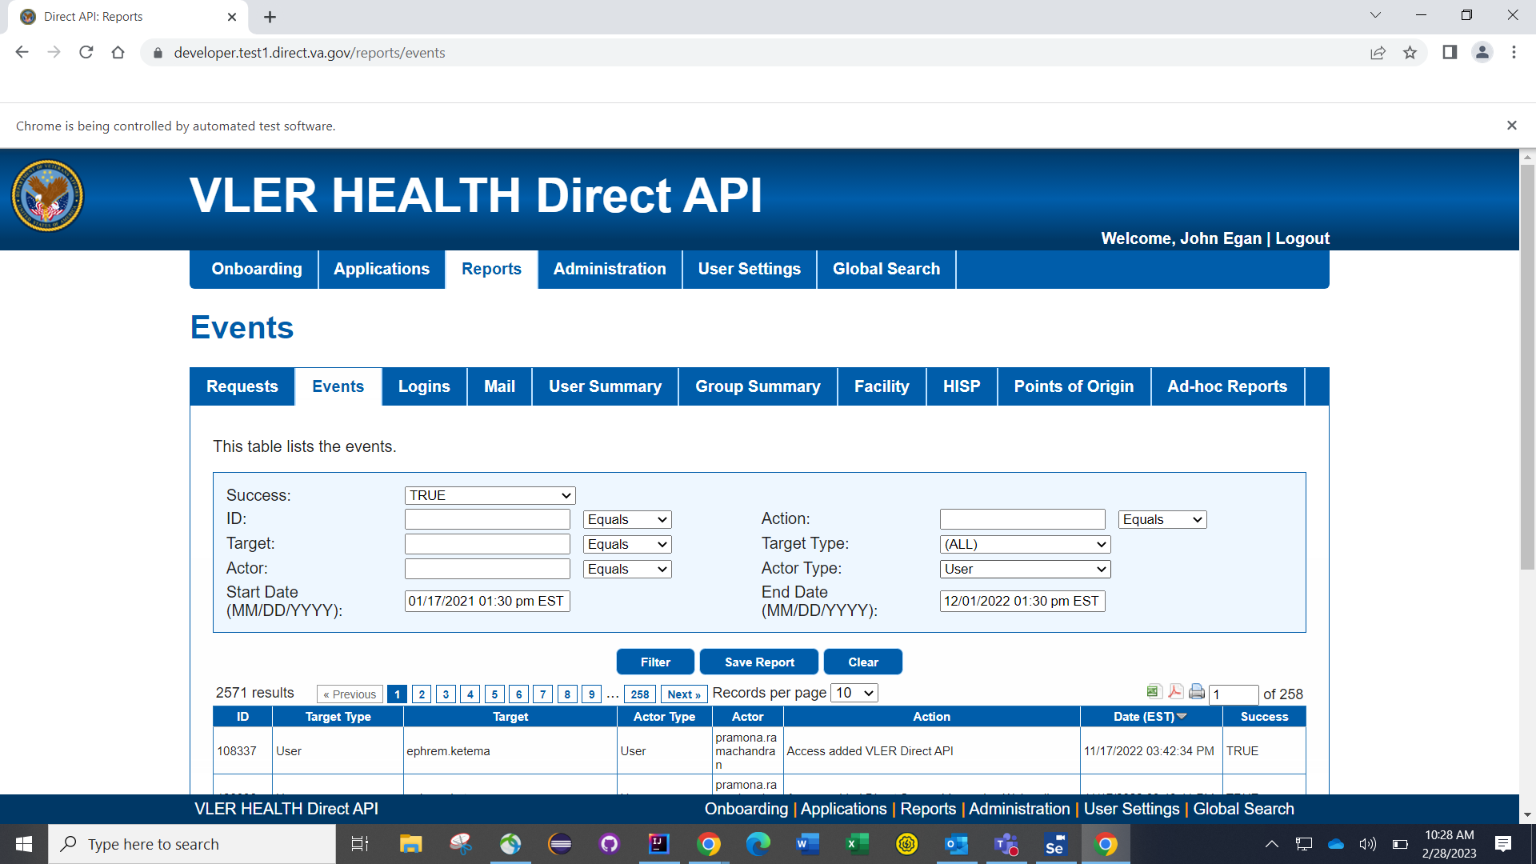 Direct API: Reports
developer.test1.direct.va.gov/reports/events
Chrome is being controlled by automated test software.
VLER HEALTH Direct API
Welcome, John Egan | Logout
Onboarding Applications Reports Administration User Settings Global Search
Events
Requests Events Logins Mail User Summary Group Summary Facility HISP Points of Origin Ad-hoc Reports
This table lists the events.
Success: TRUE
ID: Equals Action: Equals
Target: Equals Target Type: (ALL)
Actor: Equals Actor Type: User
Start Date (MM/DD/YYYY): 01/17/2021 01:30 pm EST End Date (MM/DD/YYYY): 12/01/2022 01:30 pm EST
Filter Save Report Clear
2571 results « Previous 1 2 3 4 5 6 7 8 9 ... 258 Next » Records per page 10 1 of 258
ID Target Type Target Actor Type Actor Action Date (EST) Success
108337 User ephrem.ketema User pramona.ramachandran Access added VLER Direct API 11/17/2022 03:42:34 PM TRUE
pramona.ra
VLER HEALTH Direct API Onboarding | Applications | Reports | Administration | User Settings | Global Search
Type here to search
10:28 AM
2/28/2023